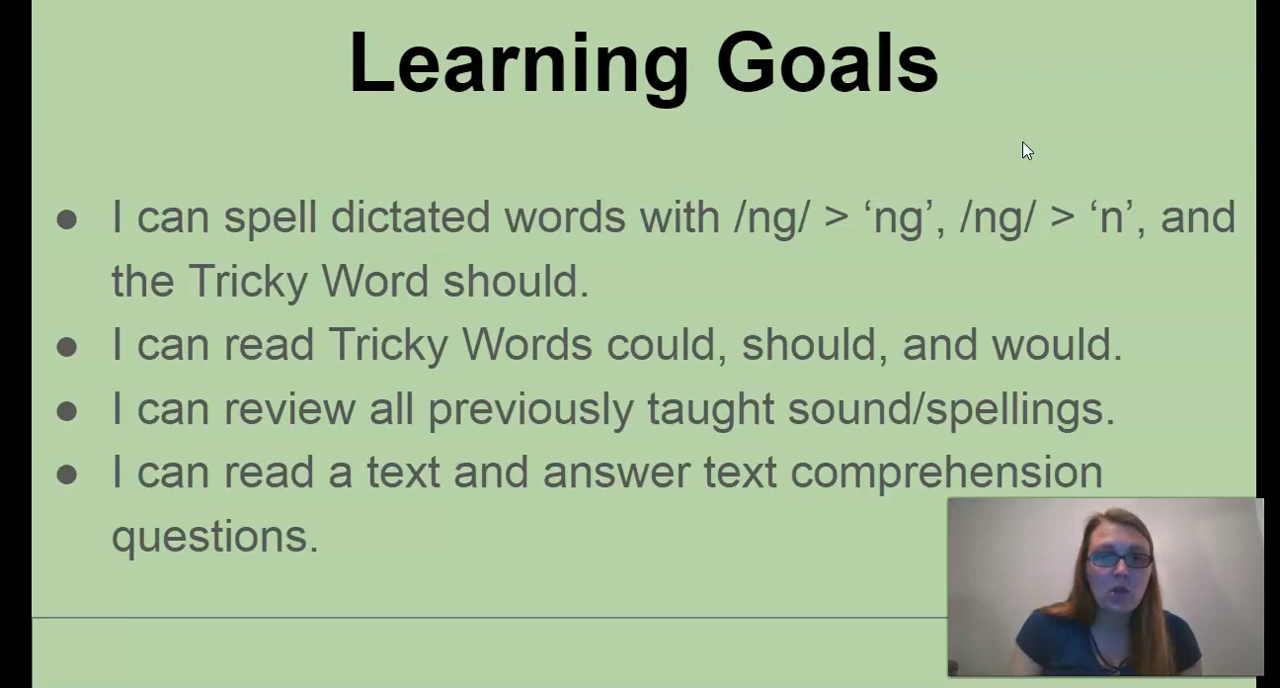 Learning Goals
● I can spell dictated words with /ng/ > ‘ng’, /ng/ > ‘n’, and
the Tricky Word should.
● I can read Tricky Words could, should, and would.
● I can review all previously taught sound/spellings.
● I can read a text and answer text comprehension
questions.